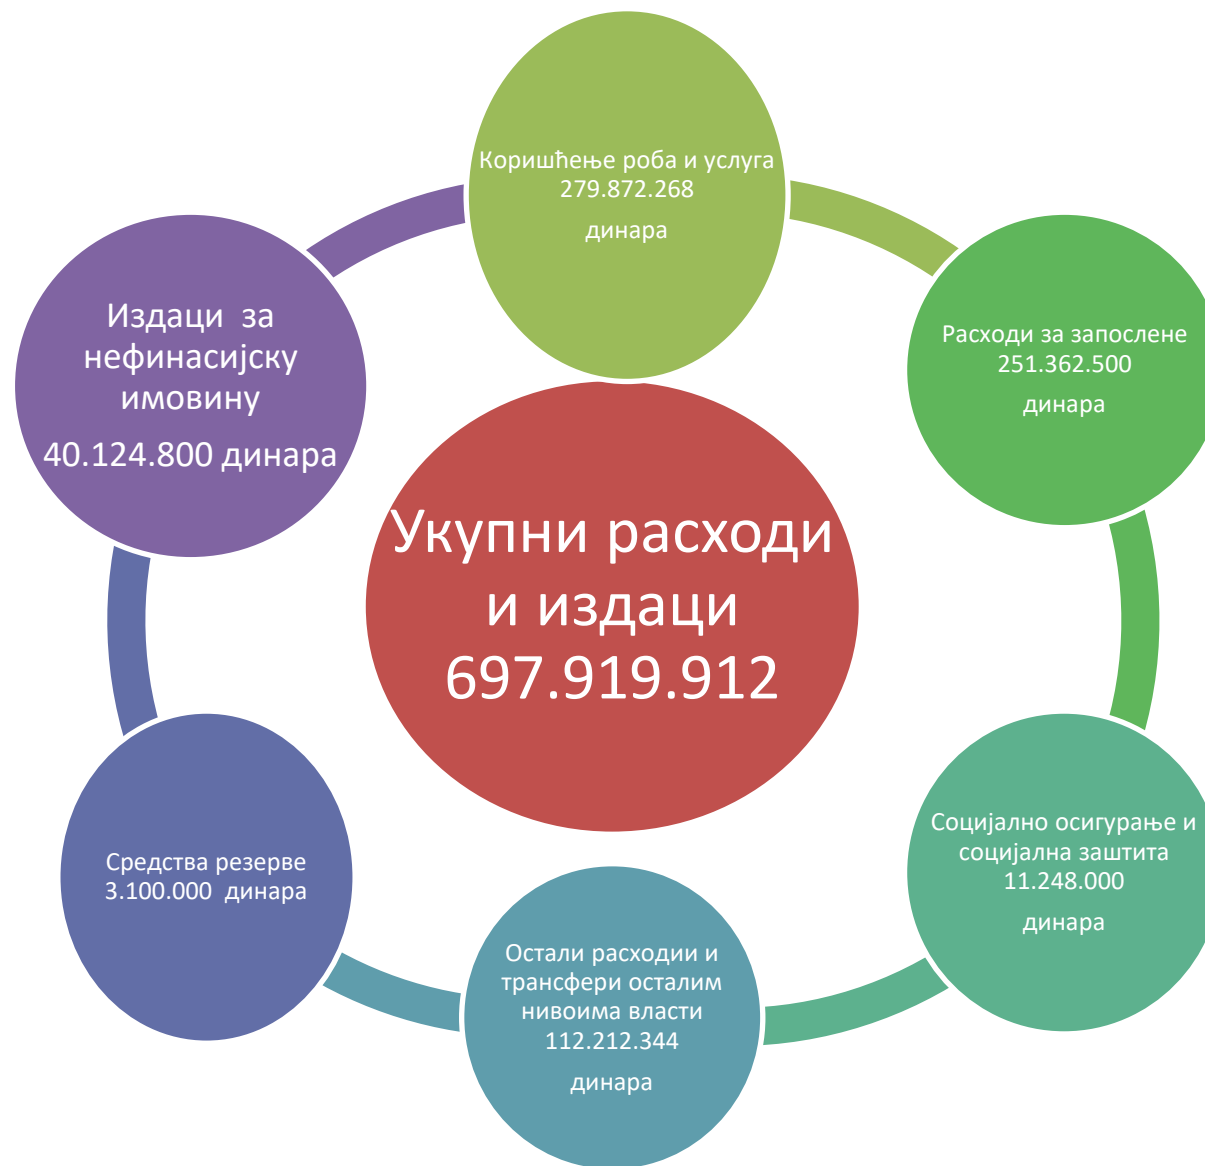 Коришћење роба и услуга
279.872.268
динара
Расходи за запослене
251.362.500
динара
Социјално осигурање и
социјална заштита
11.248.000
динара
Остали расходии и
трансфери осталим
нивоима власти
112.212.344
динара
Средства резерве
3.100.000 динара
Издаци за
нефинасијску
имовину
40.124.800 динара
Укупни расходи
и издаци
697.919.912